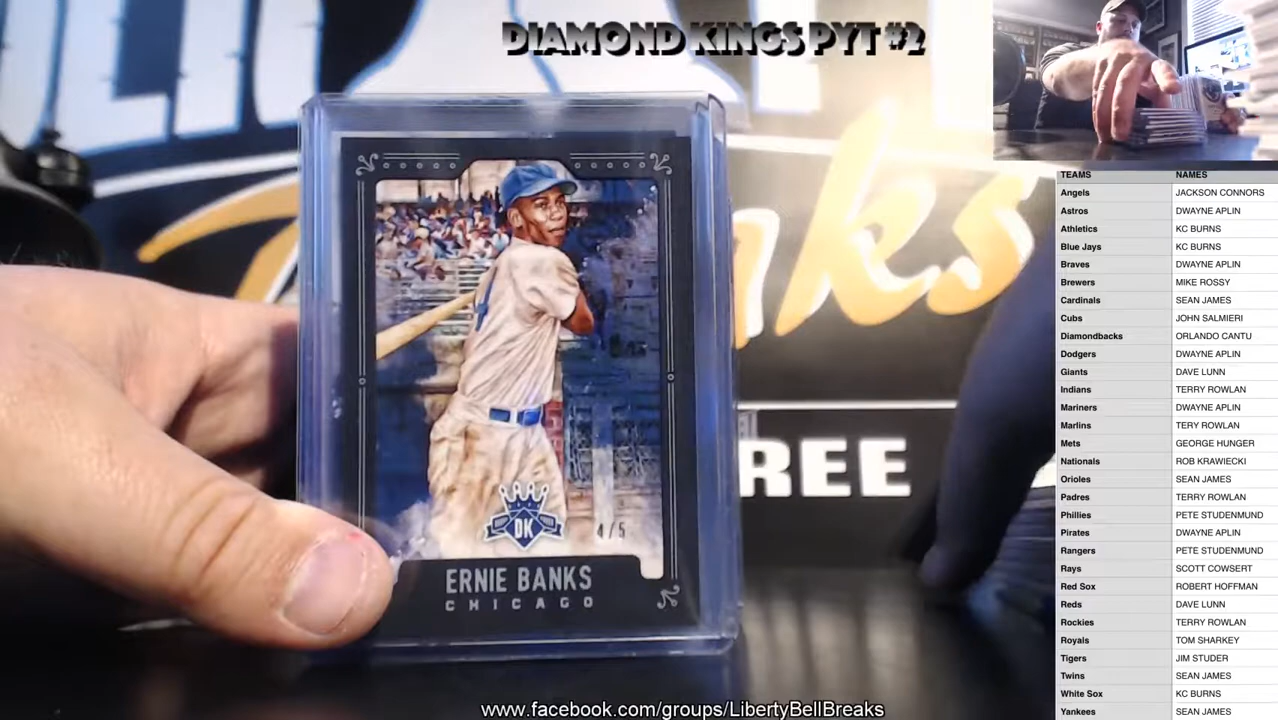 DIAMOND KINGS PYT #2
4/5
DK
ERNIE BANKS
CHICAGO
REE
www.facebook.com/groups/LibertyBellBreaks
TEAMS NAMES
Angels JACKSON CONNORS
Astros DWAYNE APLIN
Athletics KC BURNS
Blue Jays KC BURNS
Braves DWAYNE APLIN
Brewers MIKE ROSSY
Cardinals SEAN JAMES
Cubs JOHN SALMIERI
Diamondbacks ORLANDO CANTU
Dodgers DWAYNE APLIN
Giants DAVE LUNN
Indians TERRY ROWLAN
Mariners DWAYNE APLIN
Marlins TERY ROWLAN
Mets GEORGE HUNGER
Nationals ROB KRAWIECKI
Orioles SEAN JAMES
Padres TERRY ROWLAN
Phillies PETE STUDENMUND
Pirates DWAYNE APLIN
Rangers PETE STUDENMUND
Rays SCOTT COWSERT
Red Sox ROBERT HOFFMAN
Reds DAVE LUNN
Rockies TERRY ROWLAN
Royals TOM SHARKEY
Tigers JIM STUDER
Twins SEAN JAMES
White Sox KC BURNS
Yankees SEAN JAMES